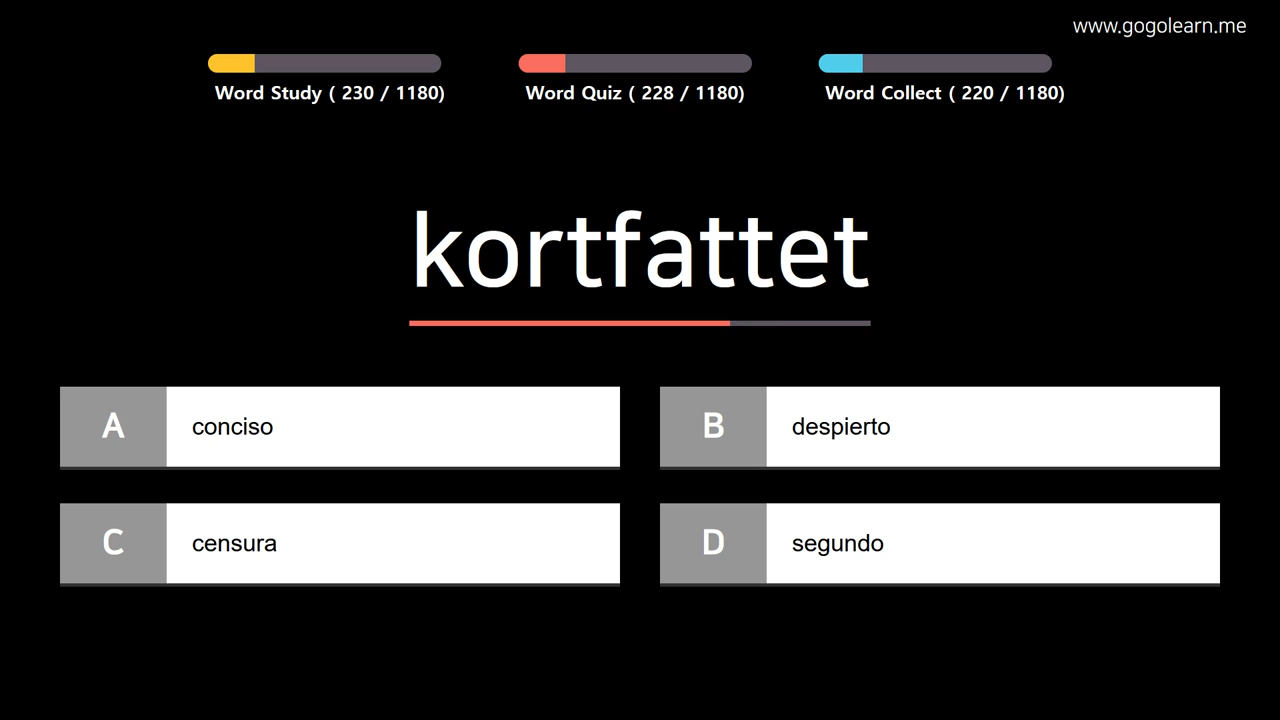 www.gogolearn.me
Word Study ( 230 / 1180)
Word Quiz ( 228 / 1180)
Word Collect ( 220 / 1180)
kortfattet
A conciso
B despierto
C censura
D segundo